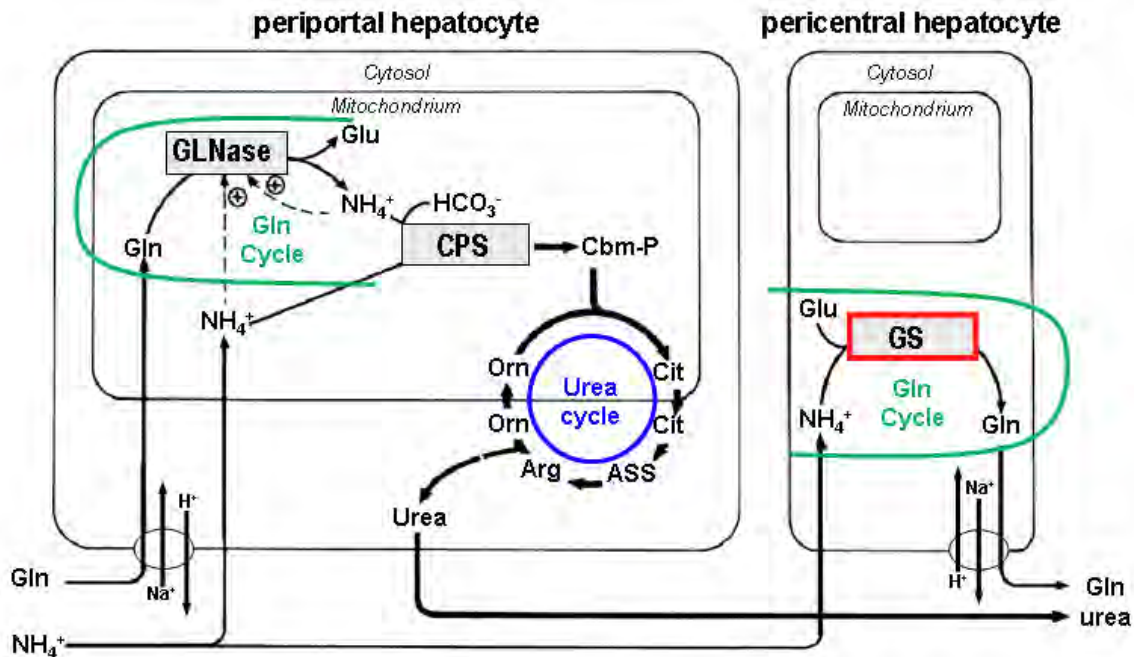 periportal hepatocyte
pericentral hepatocyte
Cytosol
Mitochondrium
GLNase
Glu
NH₄⁺
HCO₃⁻
Gln
Gln
Cycle
CPS
Cbm-P
NH₄⁺
Orn
Cit
Urea
cycle
Orn
Cit
Arg
ASS
Urea
H⁺
Na⁺
Gln
NH₄⁺
Cytosol
Mitochondrium
Glu
GS
NH₄⁺
Gln
Cycle
Gln
Na⁺
H⁺
Gln
urea